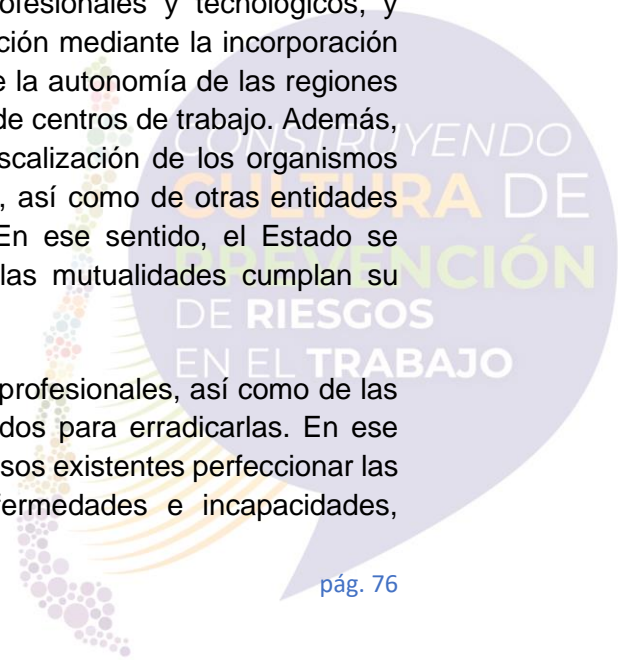 ofesionales y tecnológicos, y
ción mediante la incorporación
e la autonomía de las regiones
de centros de trabajo. Además,
scalización de los organismos
, así como de otras entidades
En ese sentido, el Estado se
las mutualidades cumplan su
profesionales, así como de las
dos para erradicarlas. En ese
sos existentes perfeccionar las
fermedades e incapacidades,
CONSTRUYENDO
CULTURA DE
PREVENCIÓN
DE RIESGOS
EN EL TRABAJO
pág. 76